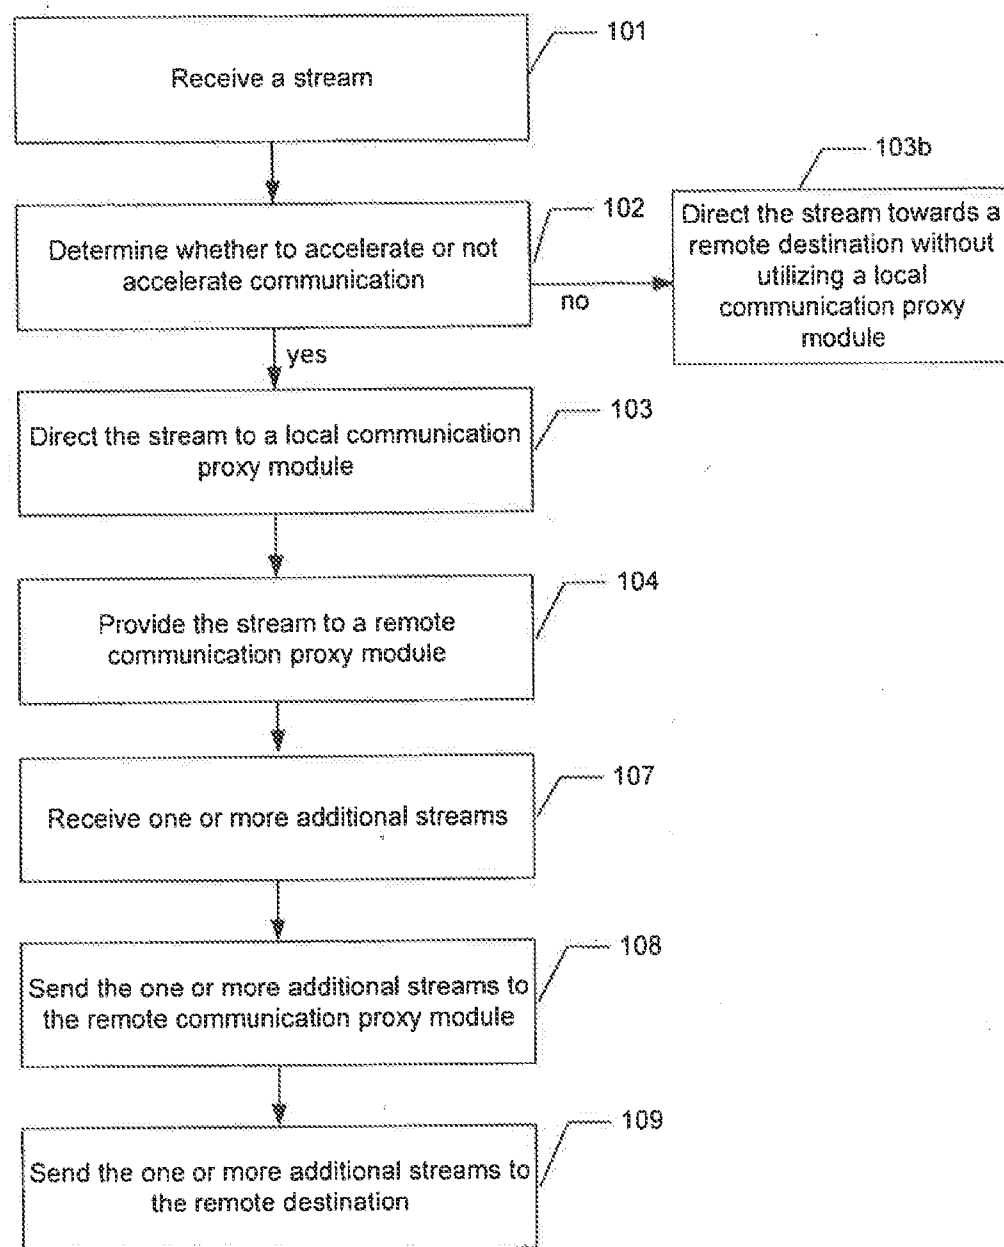 101
Receive a stream
103b
102
Determine whether to accelerate or not
accelerate communication
Direct the stream towards a
remote destination without
utilizing a local
communication proxy
module
no
yes
103
Direct the stream to a local communication
proxy module
104
Provide the stream to a remote
communication proxy module
107
Receive one or more additional streams
108
Send the one or more additional streams to
the remote communication proxy module
109
Send the one or more additional streams to
the remote destination